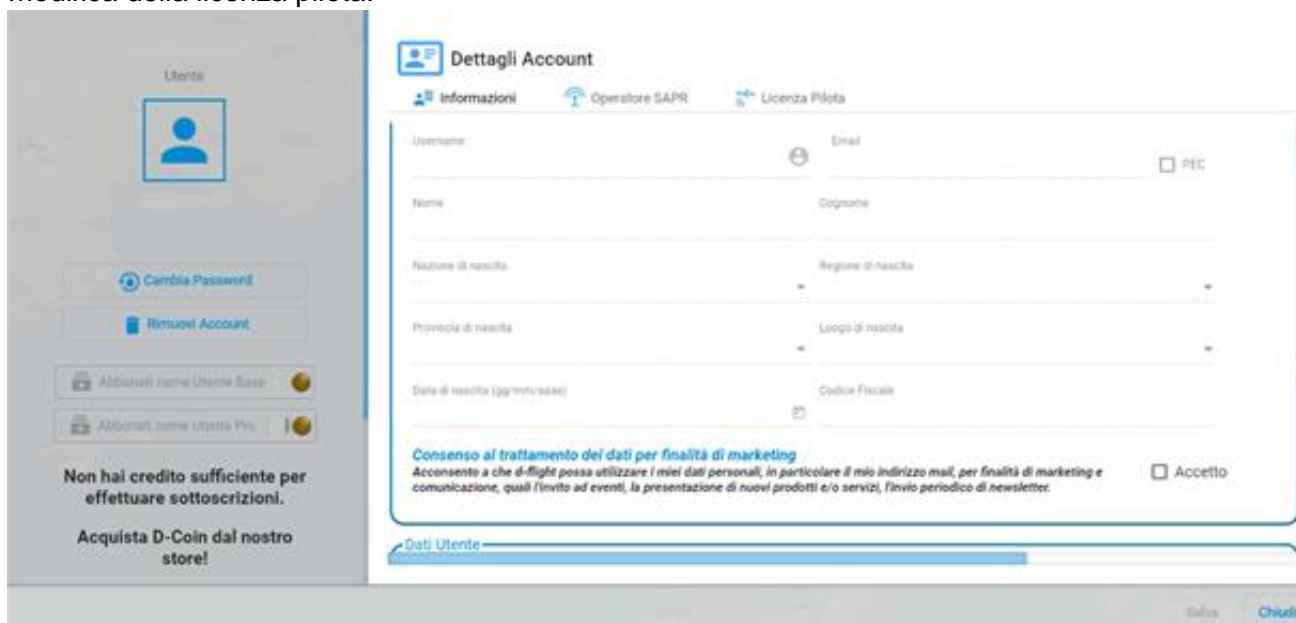 modifica della licenza pilota.
Utente
Cambia Password
Rimuovi Account
Abbonati come Utente Base
Abbonati come Utente Pro
Non hai credito sufficiente per
effettuare sottoscrizioni.
Acquista D-Coin dal nostro
store!
Dettagli Account
Informazioni
Operatore SAPR
Licenza Pilota
Username
Email
PEC
Nome
Cognome
Nazione di nascita
Regione di nascita
Provincia di nascita
Luogo di nascita
Data di nascita (gg/mm/aaaa)
Codice Fiscale
Consenso al trattamento dei dati per finalità di marketing
Acconsento a che d-flight possa utilizzare i miei dati personali, in particolare il mio indirizzo mail, per finalità di marketing e
comunicazione, quali l'invito ad eventi, la presentazione di nuovi prodotti e/o servizi, l'invio periodico di newsletter.
Accetto
Dati Utente
Salva
Chiudi